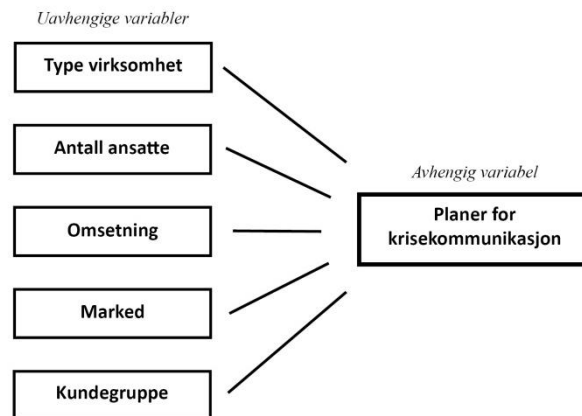 Uavhengige variabler
Type virksomhet
Antall ansatte
Omsetning
Marked
Kundegruppe
Avhengig variabel
Planer for
krisekommunikasjon